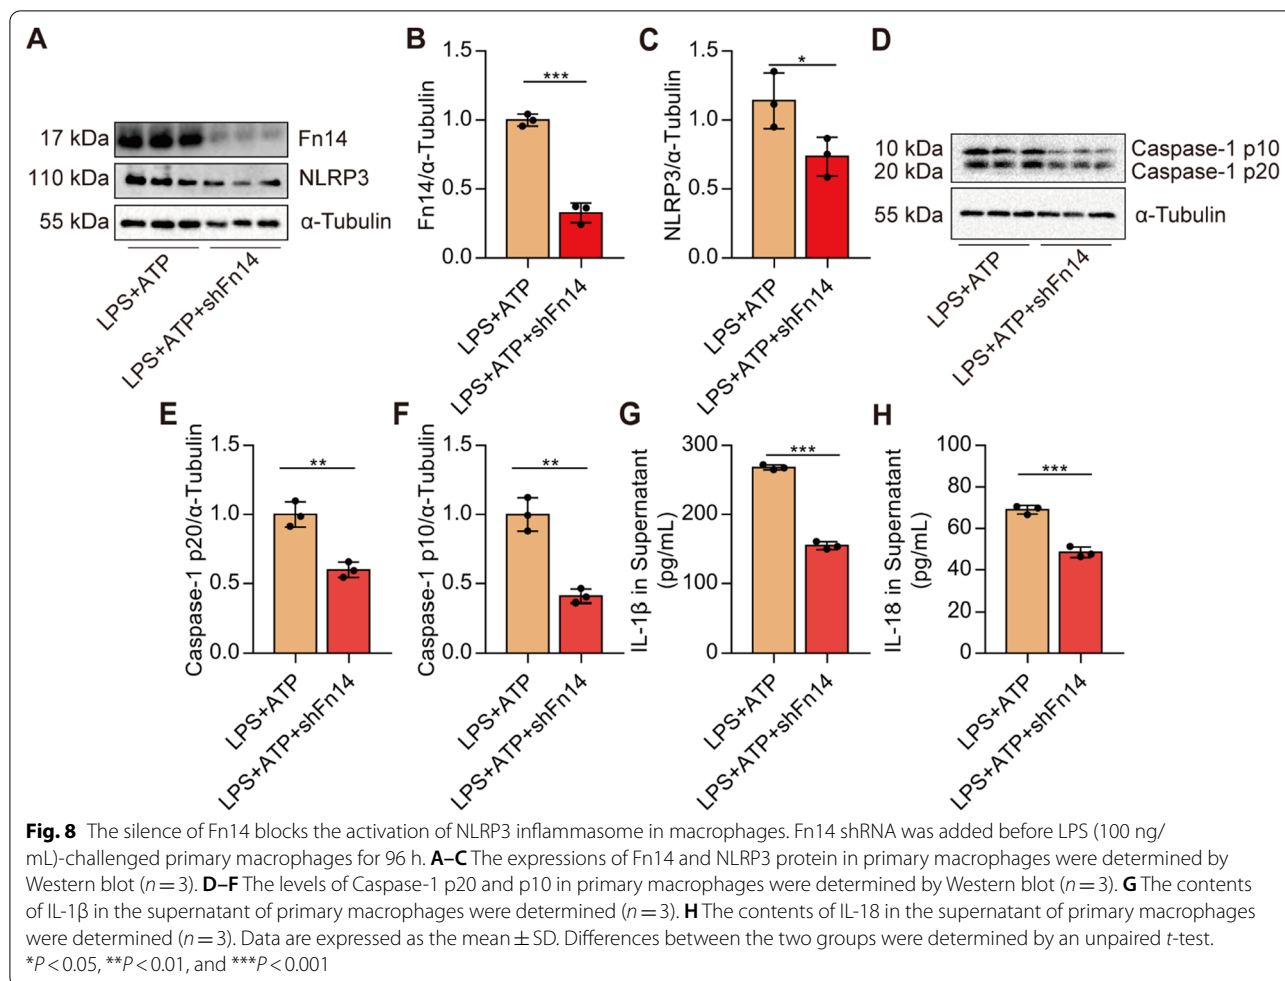 A
17 kDa
Fn14
110 kDa
NLRP3
55 kDa
α-Tubulin
LPS+ATP
LPS+ATP+shFn14
B
Fn14/α-Tubulin
1.5
1.0
0.5
0.0
***
LPS+ATP
LPS+ATP+shFn14
C
NLRP3/α-Tubulin
1.5
1.0
0.5
0.0
*
LPS+ATP
LPS+ATP+shFn14
D
10 kDa
Caspase-1 p10
20 kDa
Caspase-1 p20
55 kDa
α-Tubulin
LPS+ATP
LPS+ATP+shFn14
E
Caspase-1 p20/α-Tubulin
1.5
1.0
0.5
0.0
**
LPS+ATP
LPS+ATP+shFn14
F
Caspase-1 p10/α-Tubulin
1.5
1.0
0.5
0.0
**
LPS+ATP
LPS+ATP+shFn14
G
IL-1β in Supernatant
(pg/mL)
300
200
100
0
***
LPS+ATP
LPS+ATP+shFn14
H
IL-18 in Supernatant
(pg/mL)
100
80
60
40
20
0
***
LPS+ATP
LPS+ATP+shFn14
Fig. 8 The silence of Fn14 blocks the activation of NLRP3 inflammasome in macrophages. Fn14 shRNA was added before LPS (100 ng/
mL)-challenged primary macrophages for 96 h. A–C The expressions of Fn14 and NLRP3 protein in primary macrophages were determined by
Western blot (n = 3). D–F The levels of Caspase-1 p20 and p10 in primary macrophages were determined by Western blot (n = 3). G The contents
of IL-1β in the supernatant of primary macrophages were determined (n = 3). H The contents of IL-18 in the supernatant of primary macrophages
were determined (n = 3). Data are expressed as the mean ± SD. Differences between the two groups were determined by an unpaired t-test.
*P < 0.05, **P < 0.01, and ***P < 0.001